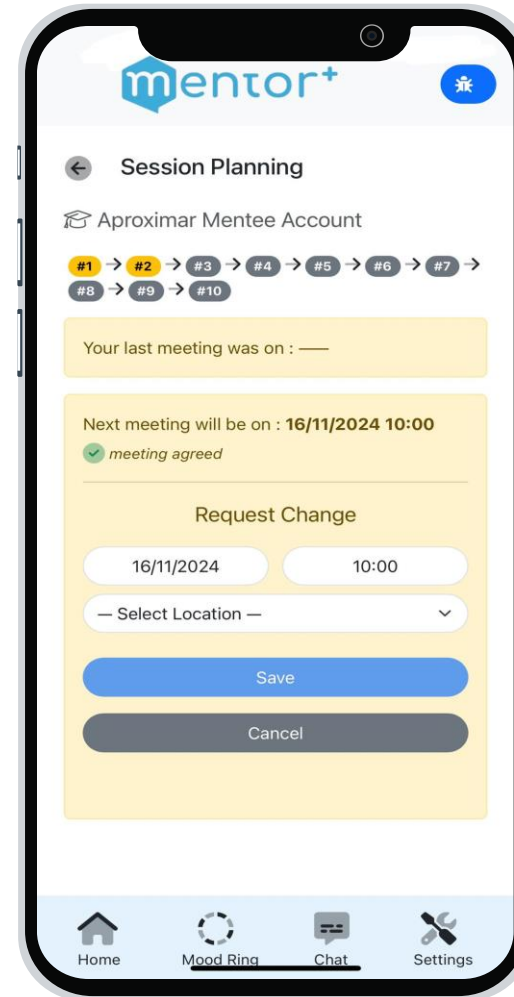 mentor+
Session Planning
Aproximar Mentee Account
#1 → #2 → #3 → #4 → #5 → #6 → #7 →
#8 → #9 → #10
Your last meeting was on : —–
Next meeting will be on : 16/11/2024 10:00
meeting agreed
Request Change
16/11/2024 10:00
— Select Location —
Save
Cancel
Home Mood Ring Chat Settings